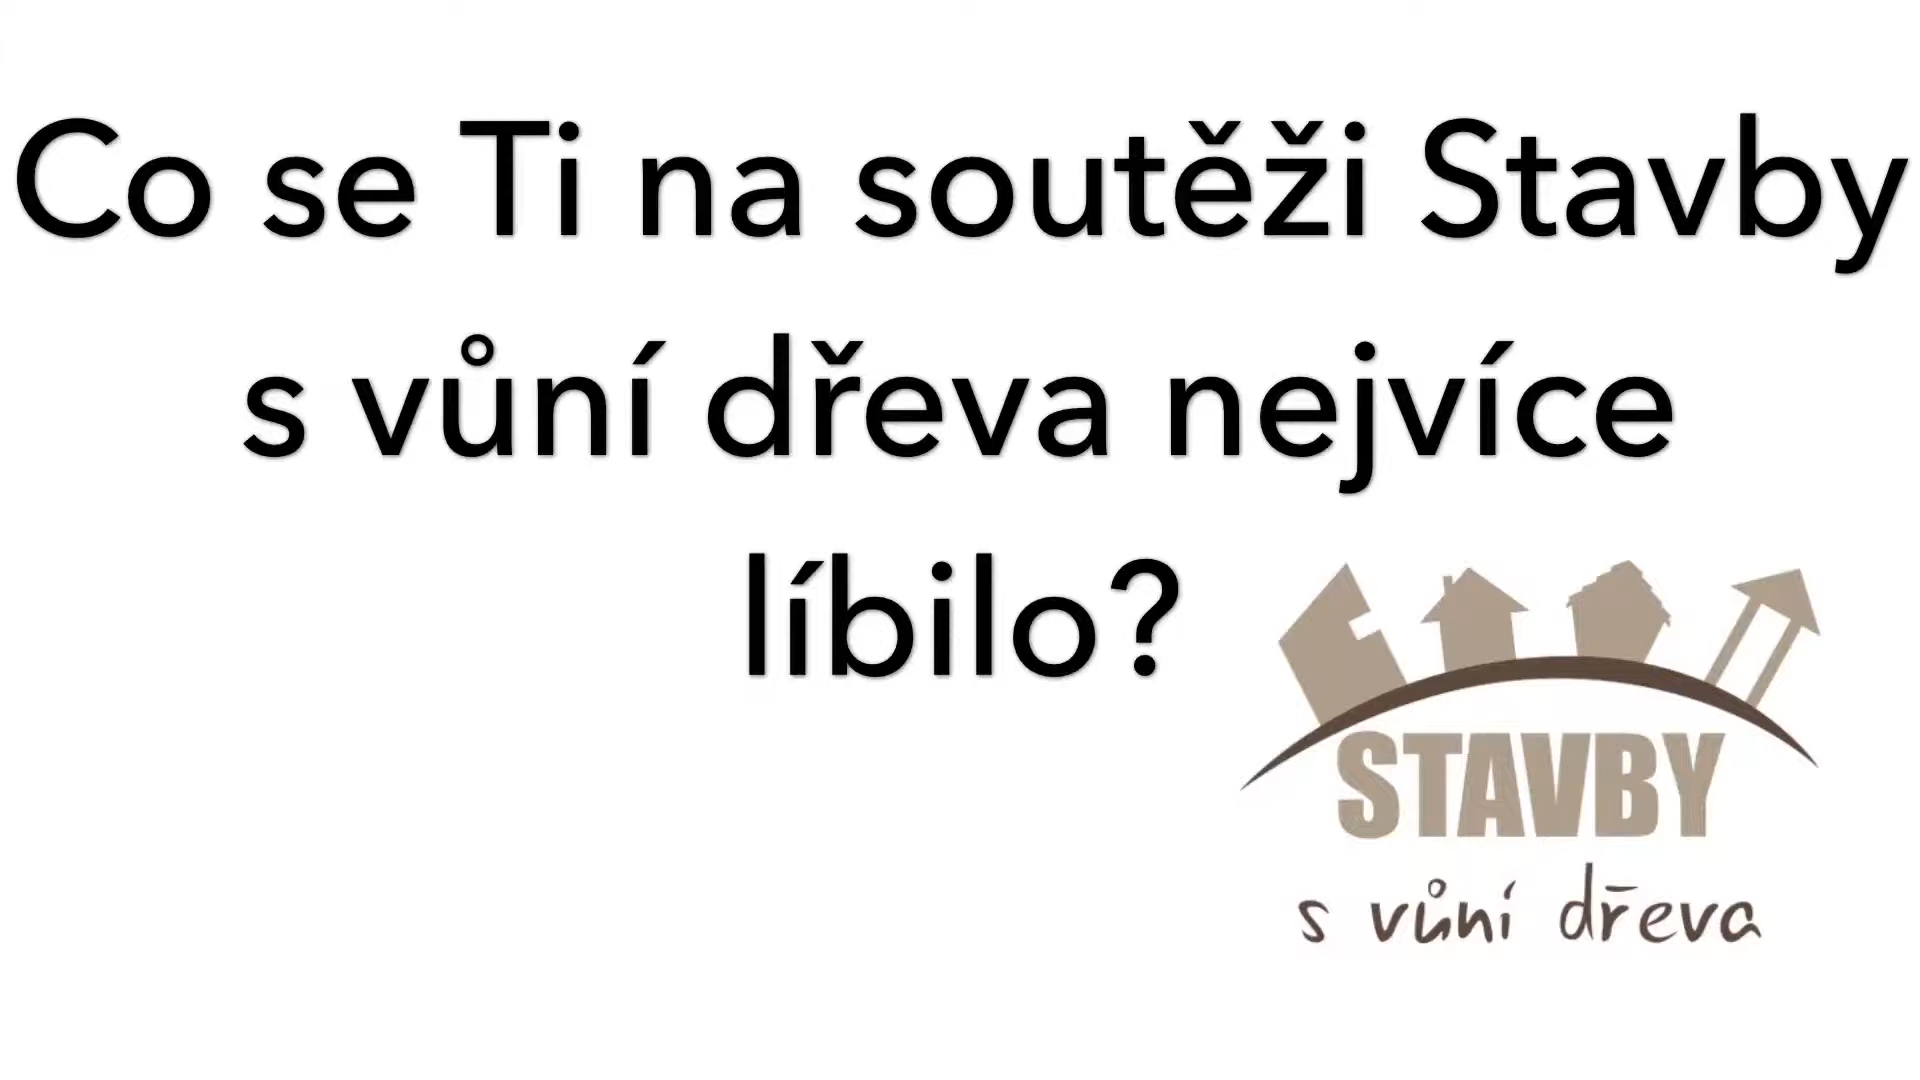 Co se Ti na soutěži Stavby
s vůní dřeva nejvíce
líbilo?
STAVBY
s vůní dřeva